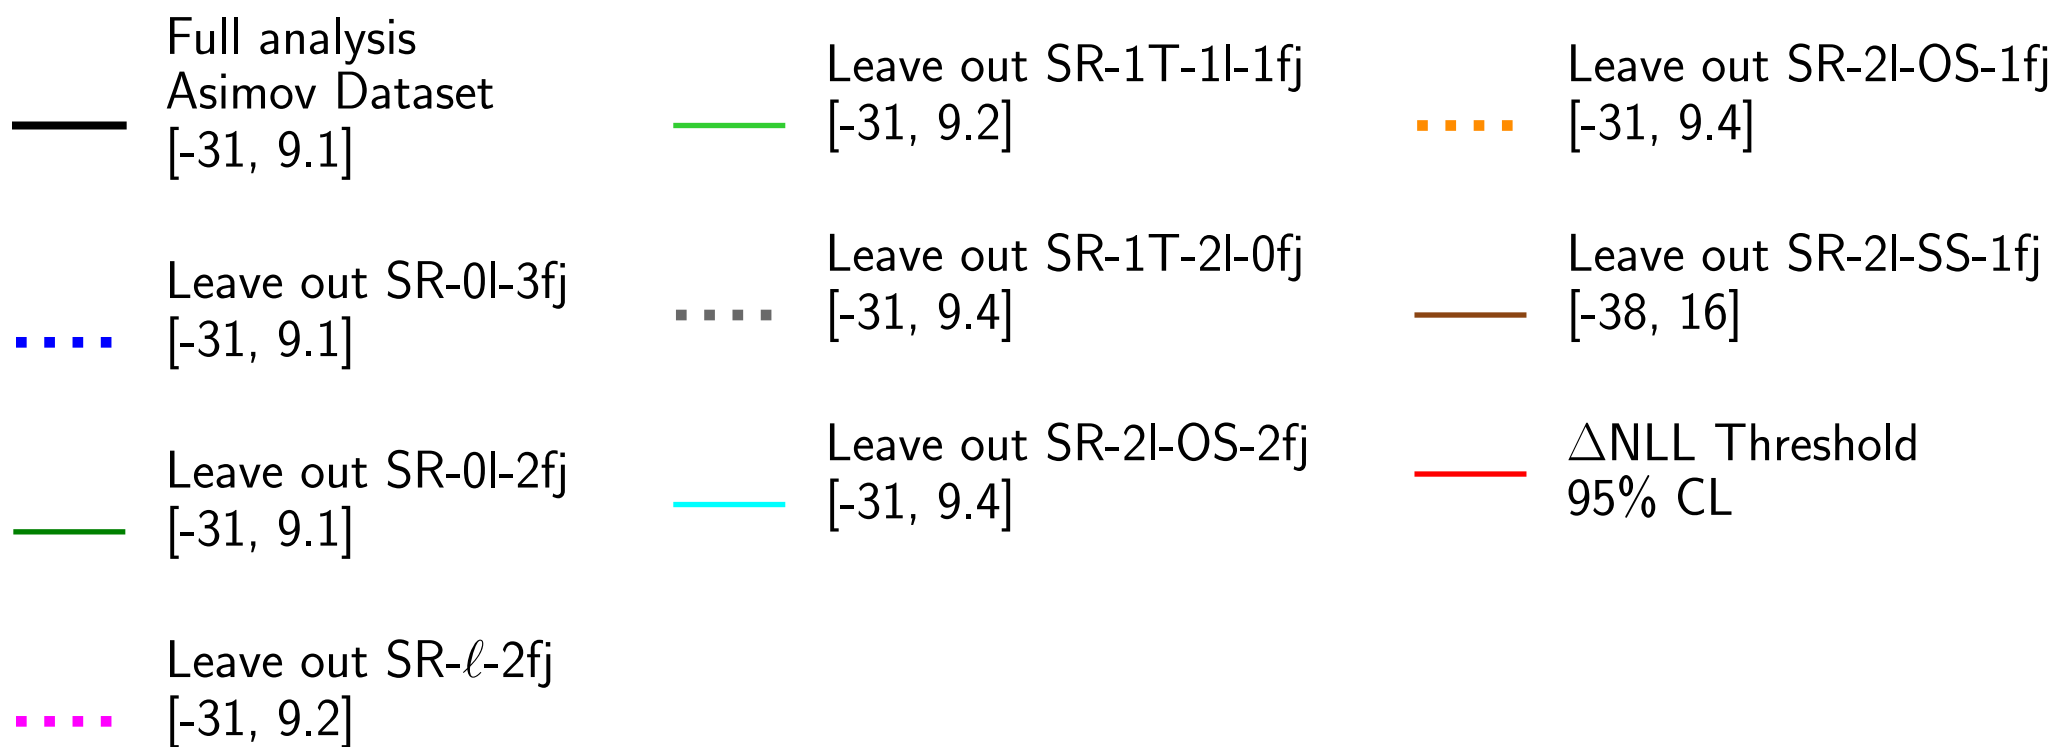 Full analysis
Asimov Dataset
[-31, 9.1]
Leave out SR-0l-3fj
[-31, 9.1]
Leave out SR-0l-2fj
[-31, 9.1]
Leave out SR-ℓ-2fj
[-31, 9.2]
Leave out SR-1T-1l-1fj
[-31, 9.2]
Leave out SR-1T-2l-0fj
[-31, 9.4]
Leave out SR-2l-OS-2fj
[-31, 9.4]
Leave out SR-2l-OS-1fj
[-31, 9.4]
Leave out SR-2l-SS-1fj
[-38, 16]
ΔNLL Threshold
95% CL